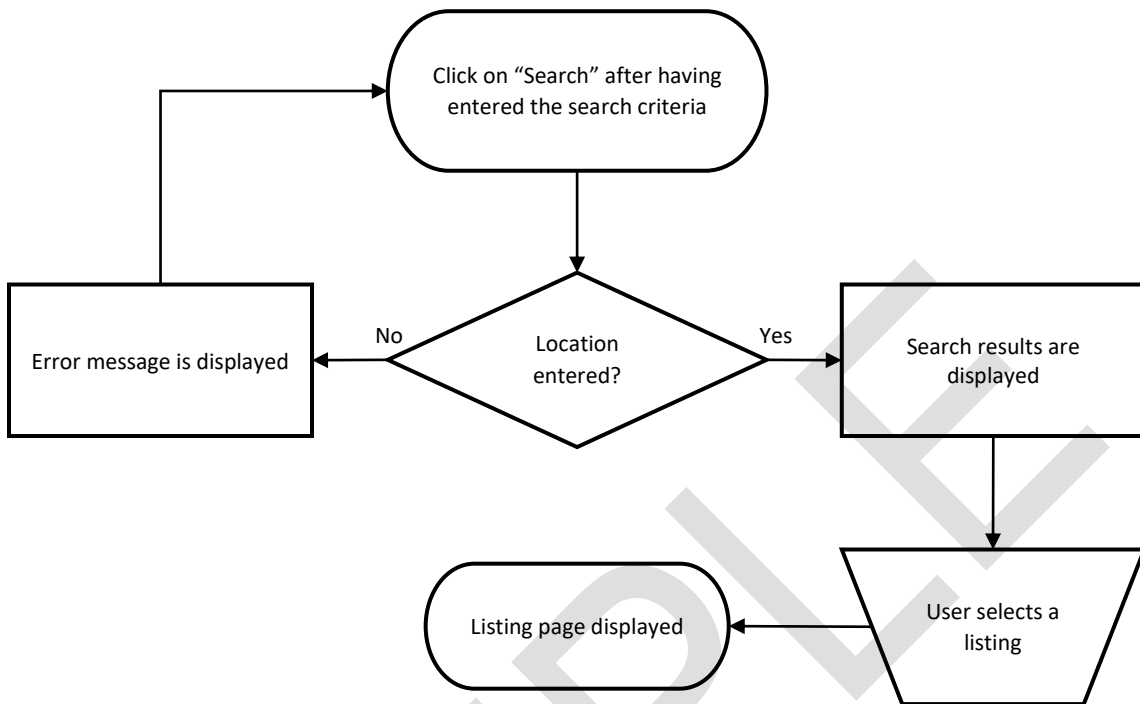 Click on “Search” after having
entered the search criteria
No
Yes
Error message is displayed
Location
entered?
Search results are
displayed
Listing page displayed
User selects a
listing